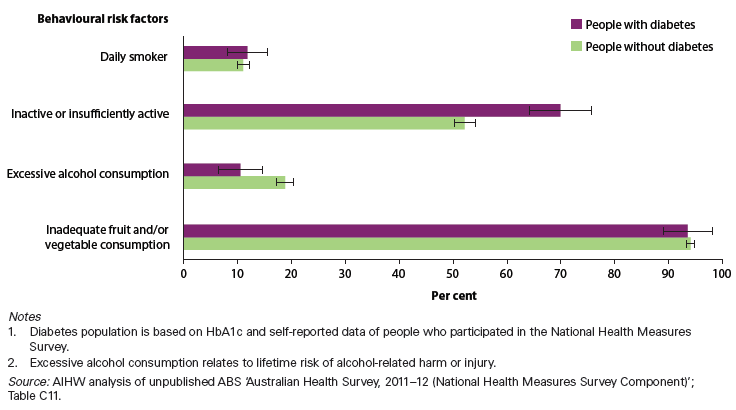 Behavioural risk factors
People with diabetes
People without diabetes
Daily smoker
Inactive or insufficiently active
Excessive alcohol consumption
Inadequate fruit and/or
vegetable consumption
0 10 20 30 40 50 60 70 80 90 100
Per cent
Notes
1. Diabetes population is based on HbA1c and self-reported data of people who participated in the National Health Measures
Survey.
2. Excessive alcohol consumption relates to lifetime risk of alcohol-related harm or injury.
Source: AIHW analysis of unpublished ABS ‘Australian Health Survey, 2011–12 (National Health Measures Survey Component)’;
Table C11.